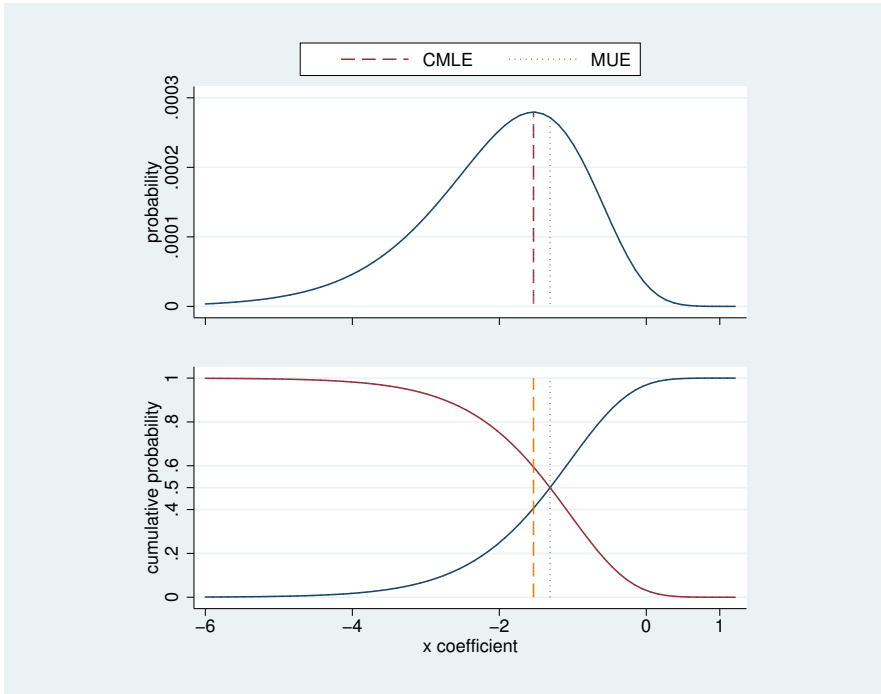 CMLE MUE
.0003
.0002
.0001
0
probability
1
.8
.6
.5
.4
.2
0
cumulative probability
−6 −4 −2 0 1
x coefficient